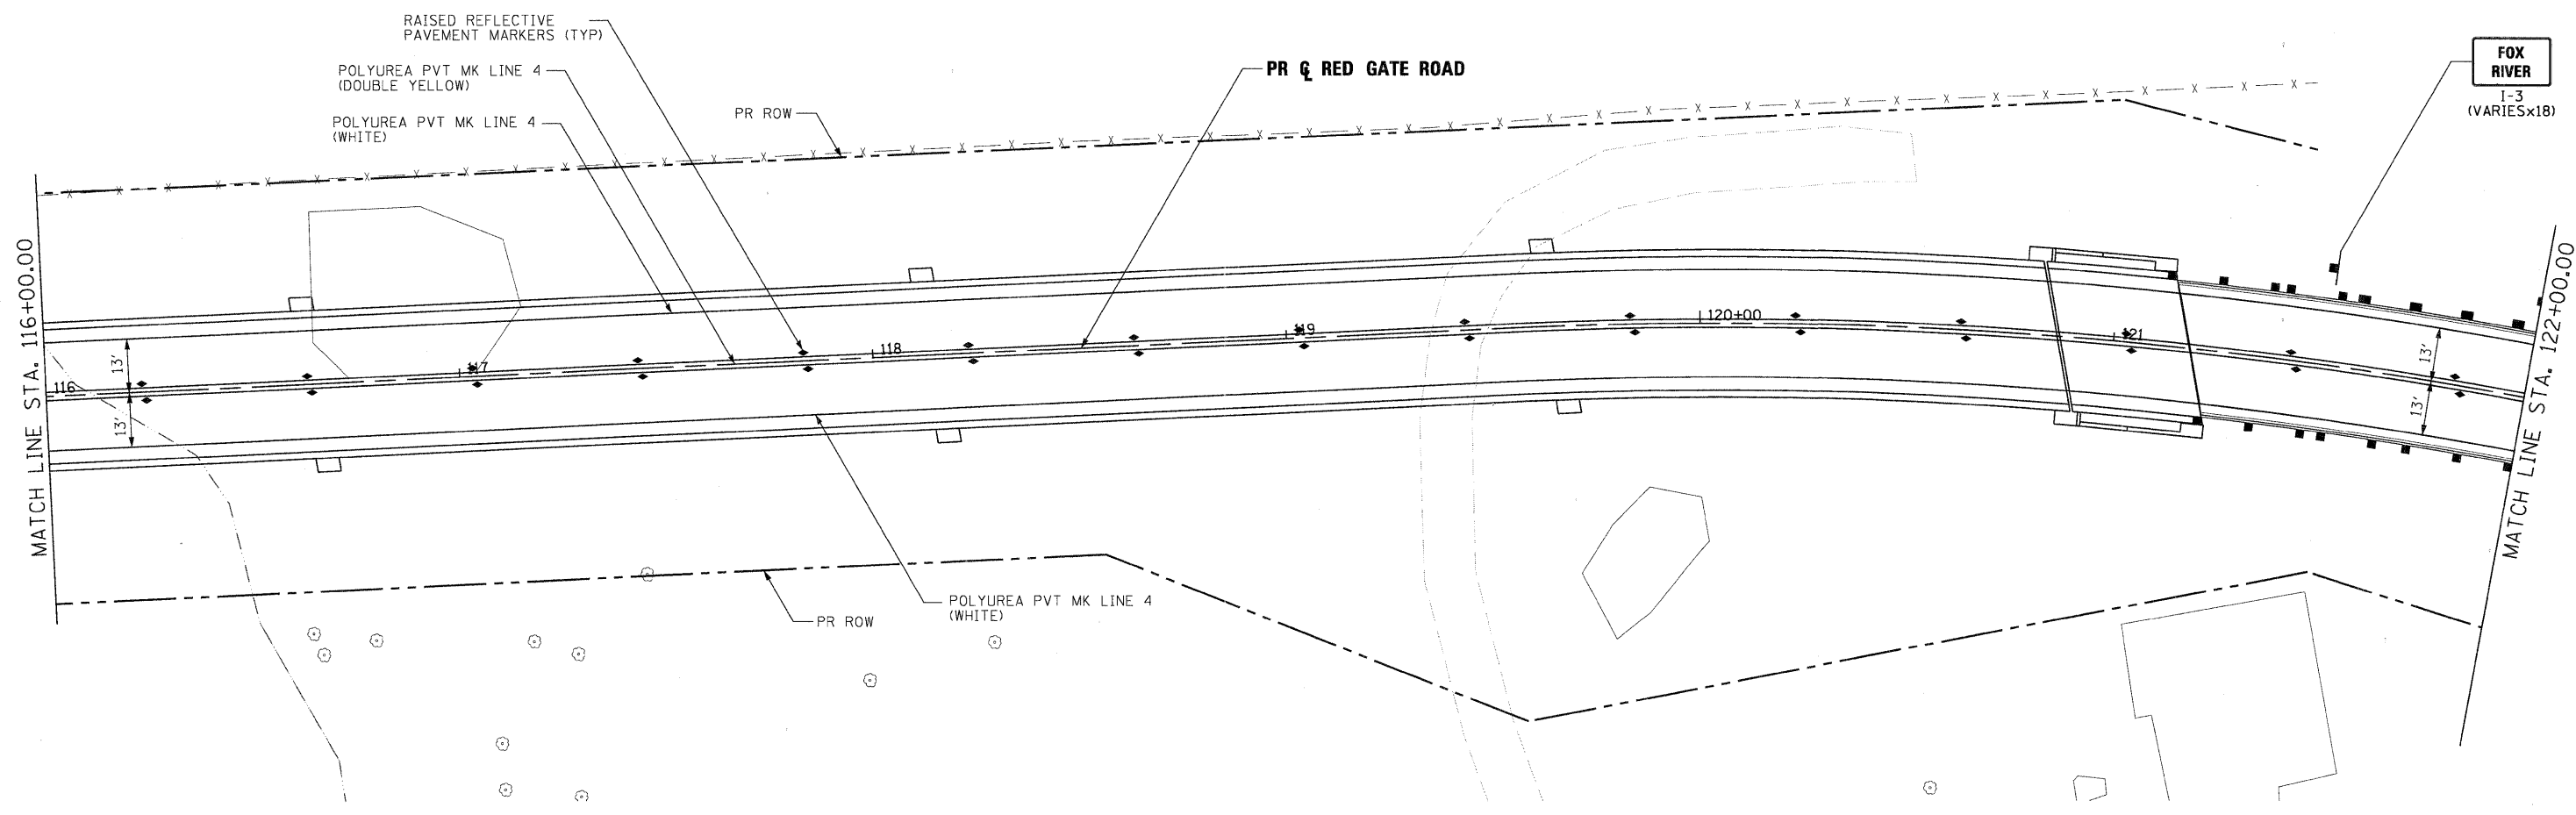 RAISED REFLECTIVE
PAVEMENT MARKERS (TYP)
POLYUREA PVT MK LINE 4
(DOUBLE YELLOW)
POLYUREA PVT MK LINE 4
(WHITE)
PR ROW
PR ℄ RED GATE ROAD
FOX
RIVER
I-3
(VARIES×18)
MATCH LINE STA. 116+00.00
116
117
118
119
120+00
121
13'
13'
13'
13'
MATCH LINE STA. 122+00.00
POLYUREA PVT MK LINE 4
(WHITE)
PR ROW